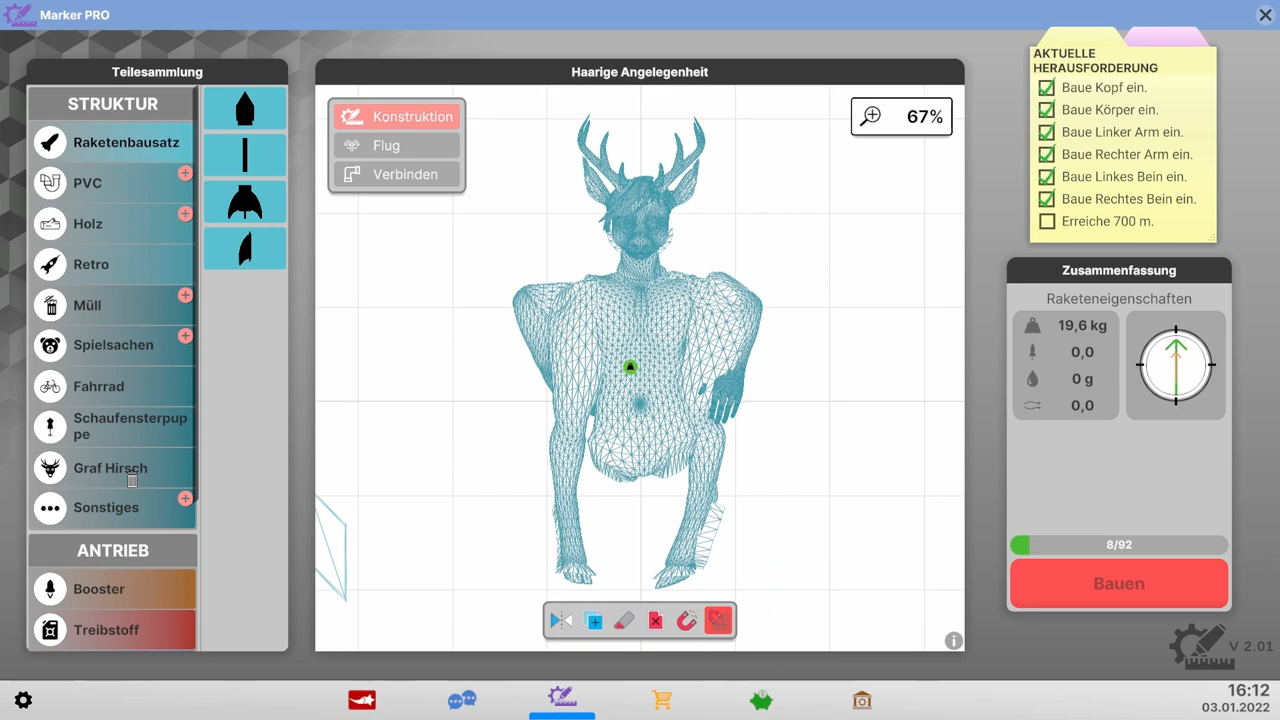 Marker PRO
Teilesammlung
STRUKTUR
Raketenbausatz
PVC
Holz
Retro
Müll
Spielsachen
Fahrrad
Schaufensterpup
pe
Graf Hirsch
Sonstiges
ANTRIEB
Booster
Treibstoff
Haarige Angelegenheit
Konstruktion
Flug
Verbinden
67%
AKTUELLE
HERAUSFORDERUNG
Baue Kopf ein.
Baue Körper ein.
Baue Linker Arm ein.
Baue Rechter Arm ein.
Baue Linkes Bein ein.
Baue Rechtes Bein ein.
Erreiche 700 m.
Zusammenfassung
Raketeneigenschaften
19,6 kg
0,0
0 g
0,0
8/92
Bauen
V 2.01
16:12
03.01.2022